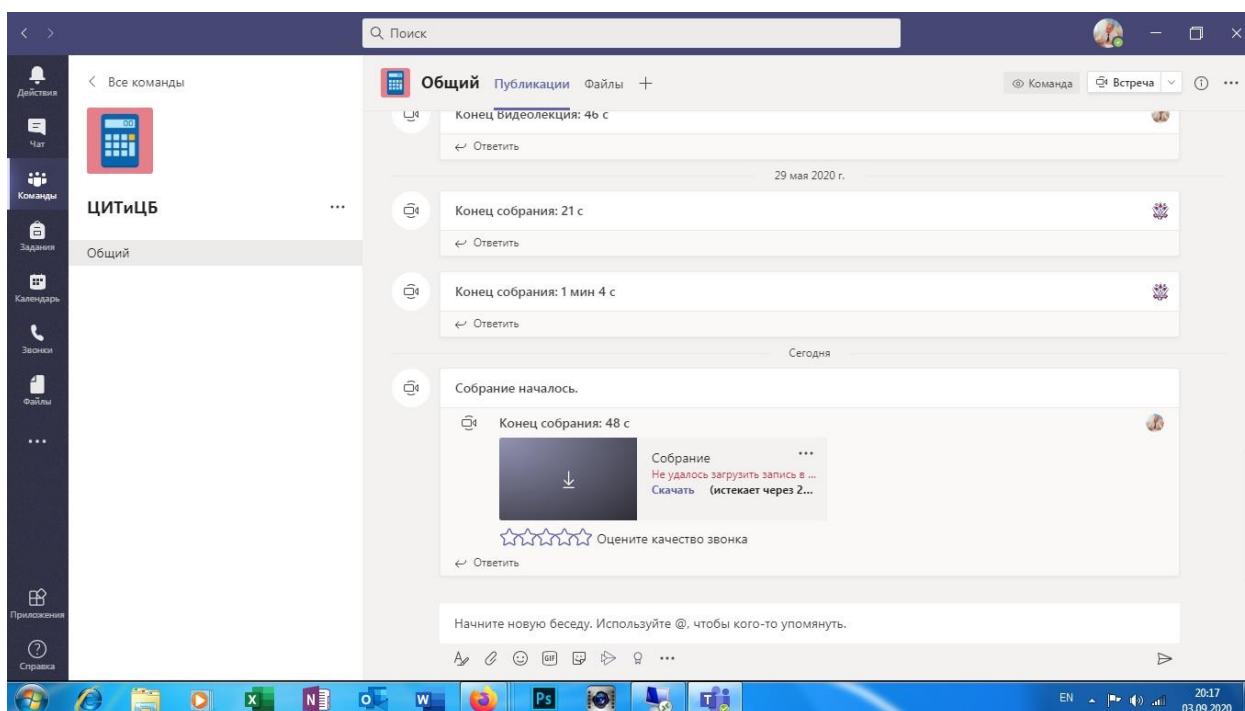 Поиск
Действия
Чат
Команды
Задания
Календарь
Звонки
Файлы
Приложения
Справка
Все команды
ЦИТиЦБ
Общий
Общий Публикации Файлы
Команда
Встреча
Конец Видеолекция: 46 с
Ответить
29 мая 2020 г.
Конец собрания: 21 с
Ответить
Конец собрания: 1 мин 4 с
Ответить
Сегодня
Собрание началось.
Конец собрания: 48 с
Собрание
Не удалось загрузить запись в ...
Скачать (истекает через 2...
Оцените качество звонка
Ответить
Начните новую беседу. Используйте @, чтобы кого-то упомянуть.
GIF
Ps
EN
20:17
03.09.2020